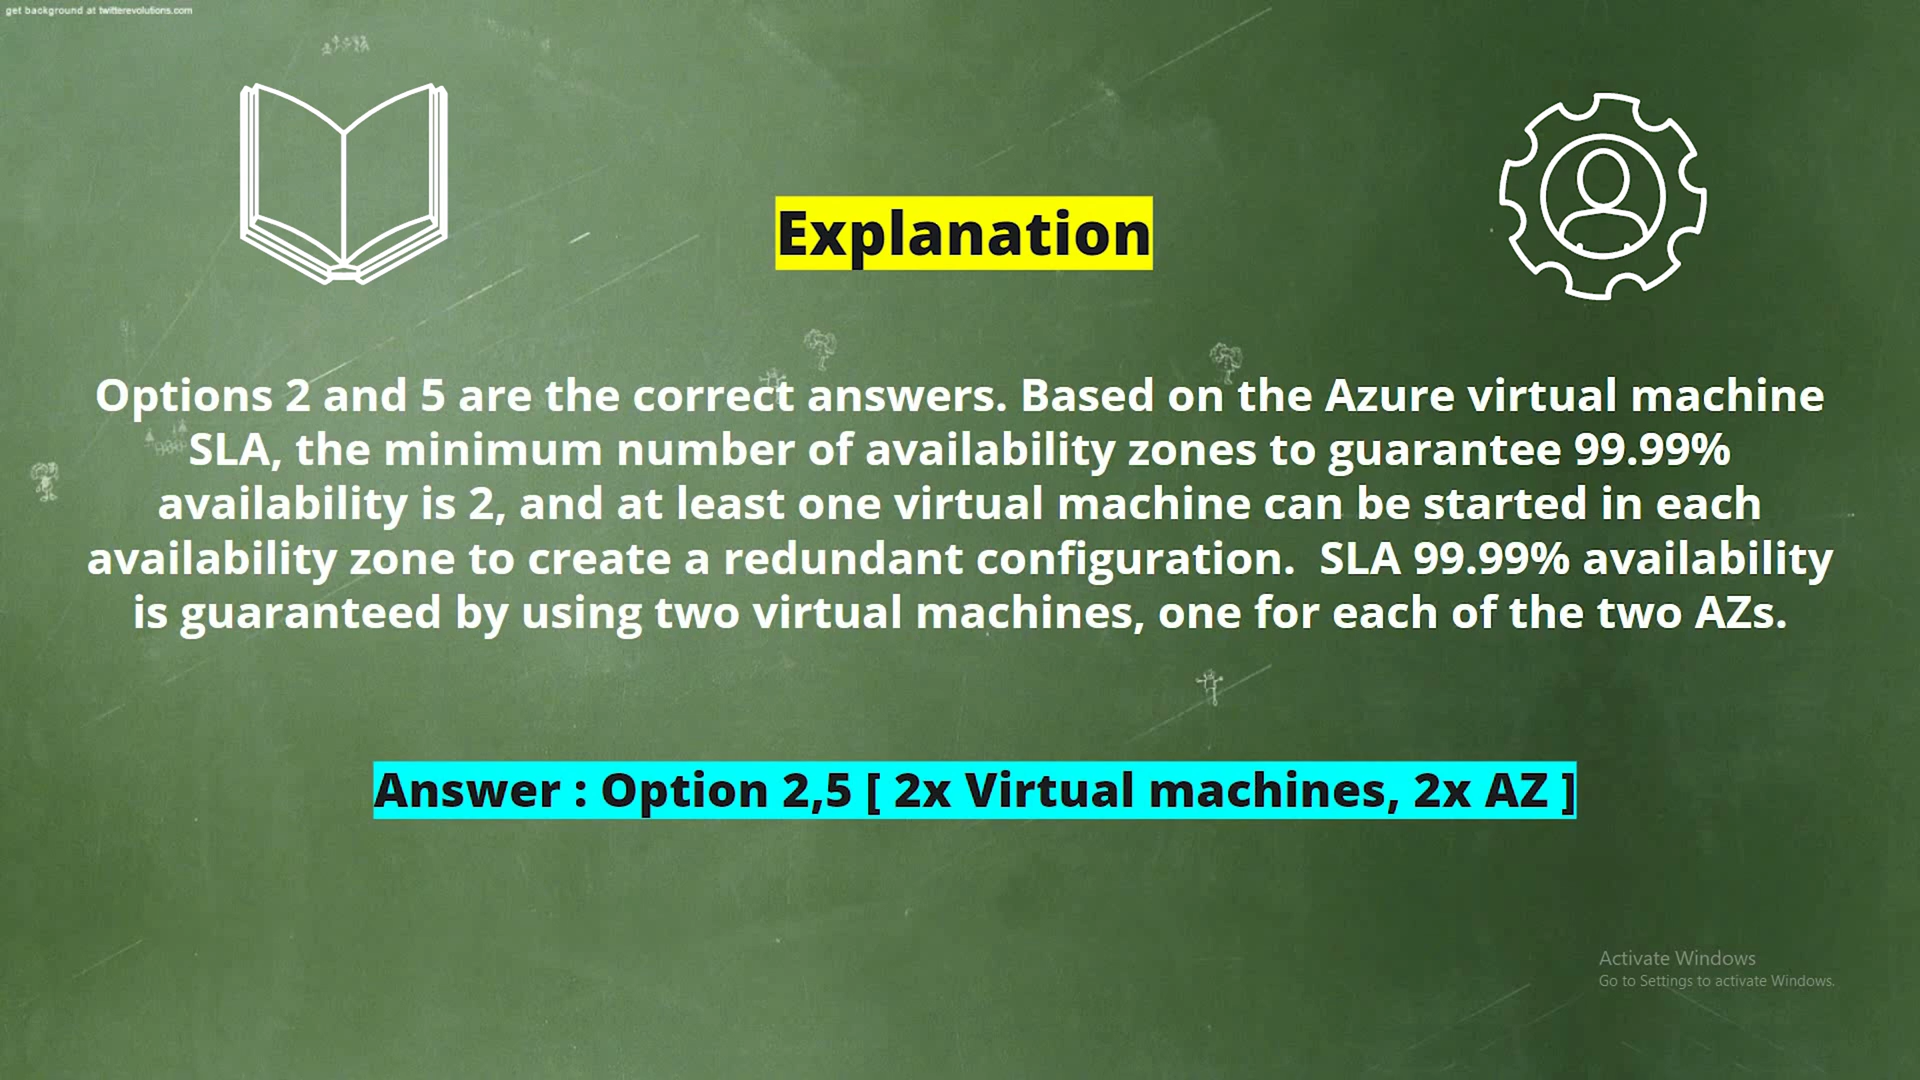 get background at twitterevolutions.com
Explanation
Options 2 and 5 are the correct answers. Based on the Azure virtual machine
SLA, the minimum number of availability zones to guarantee 99.99%
availability is 2, and at least one virtual machine can be started in each
availability zone to create a redundant configuration.  SLA 99.99% availability
is guaranteed by using two virtual machines, one for each of the two AZs.
Answer : Option 2,5 [ 2x Virtual machines, 2x AZ ]
Activate Windows
Go to Settings to activate Windows.